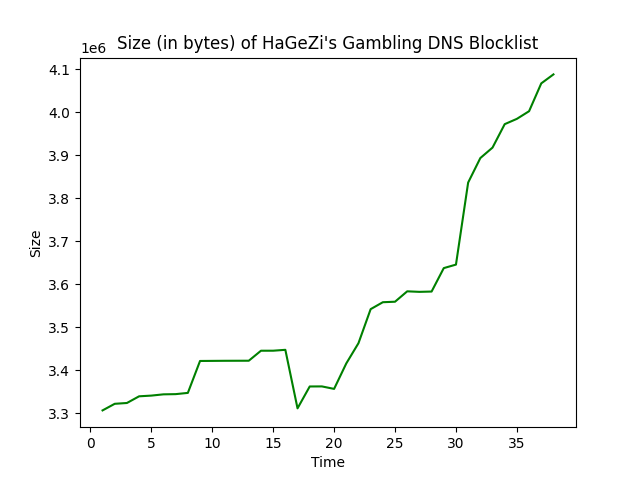 Size (in bytes) of HaGeZi's Gambling DNS Blocklist
1e6
4.1
4.0
3.9
3.8
3.7
3.6
3.5
3.4
3.3
Size
0 5 10 15 20 25 30 35
Time